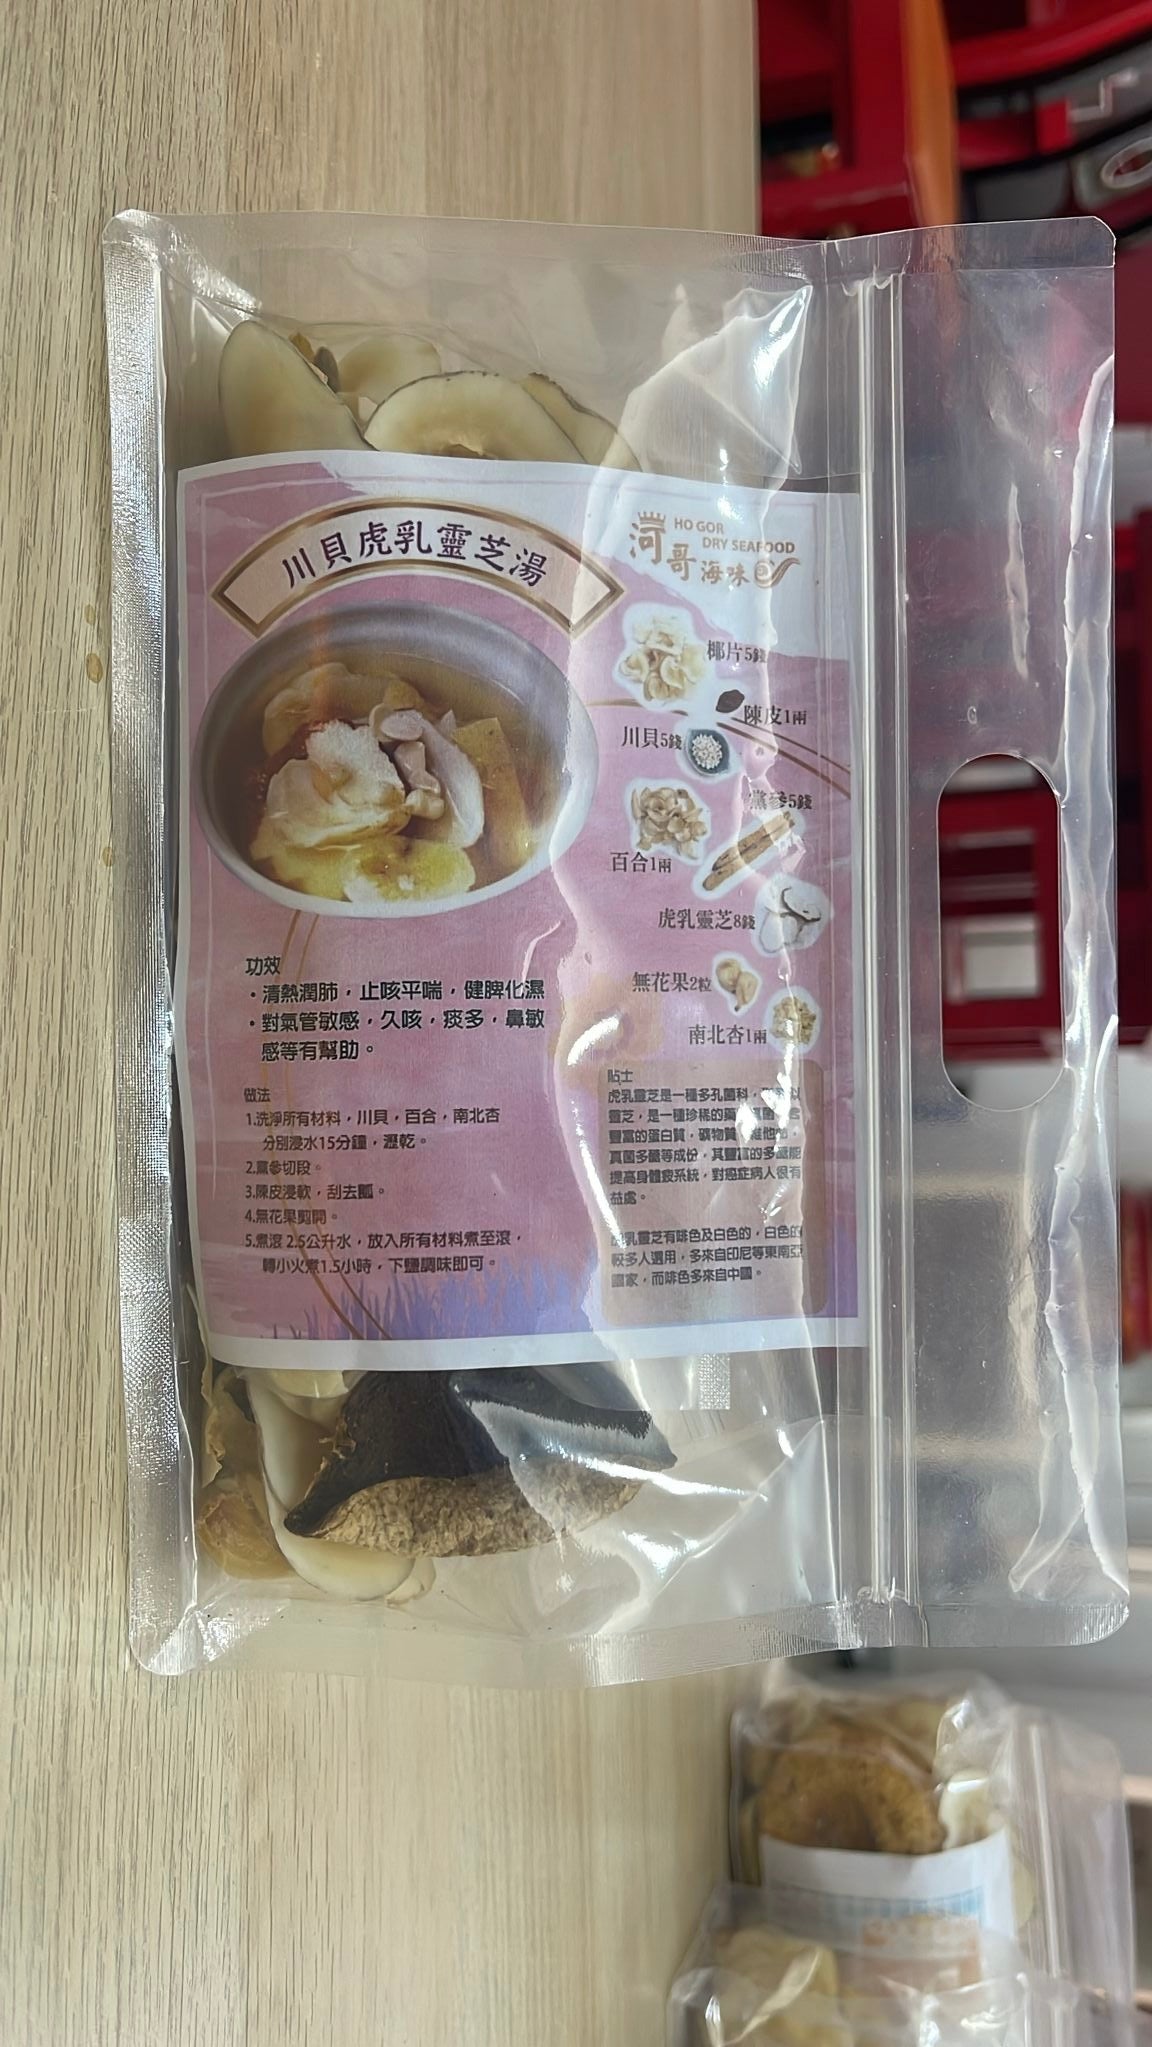 川貝虎乳靈芝湯
HO GOR
DRY SEAFOOD
河哥海味
椰片5錢
陳皮1兩
川貝5錢
黨參5錢
百合1兩
虎乳靈芝8錢
無花果2粒
南北杏1兩
功效
・清熱潤肺，止咳平喘，健脾化濕
・對氣管敏感，久咳，痰多，鼻敏
感等有幫助。
做法
1.洗淨所有材料，川貝，百合，南北杏
分別浸水15分鐘，瀝乾。
2.黨參切段。
3.陳皮浸軟，刮去瓤。
4.無花果剪開。
5.煮滾 2.5公升水，放入所有材料煮至滾，
轉小火煮1.5小時，下鹽調味即可。
貼士
虎乳靈芝是一種多孔菌科，
靈芝，是一種珍稀的
豐富的蛋白質，礦物質
真菌多醣等成份，其豐富的多醣能
提高身體疫系統，對癌症病人很有
益處。
乳靈芝有啡色及白色的，白色的
較多人選用，多來自印尼等東南亞
國家，而啡色多來自中國。